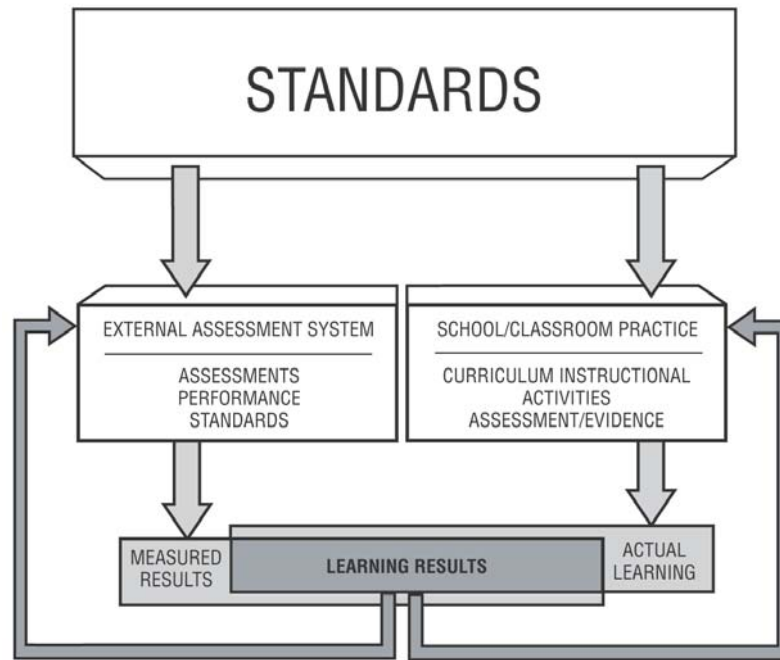 STANDARDS
EXTERNAL ASSESSMENT SYSTEM
ASSESSMENTS
PERFORMANCE
STANDARDS
SCHOOL/CLASSROOM PRACTICE
CURRICULUM INSTRUCTIONAL
ACTIVITIES
ASSESSMENT/EVIDENCE
MEASURED
RESULTS
LEARNING RESULTS
ACTUAL
LEARNING